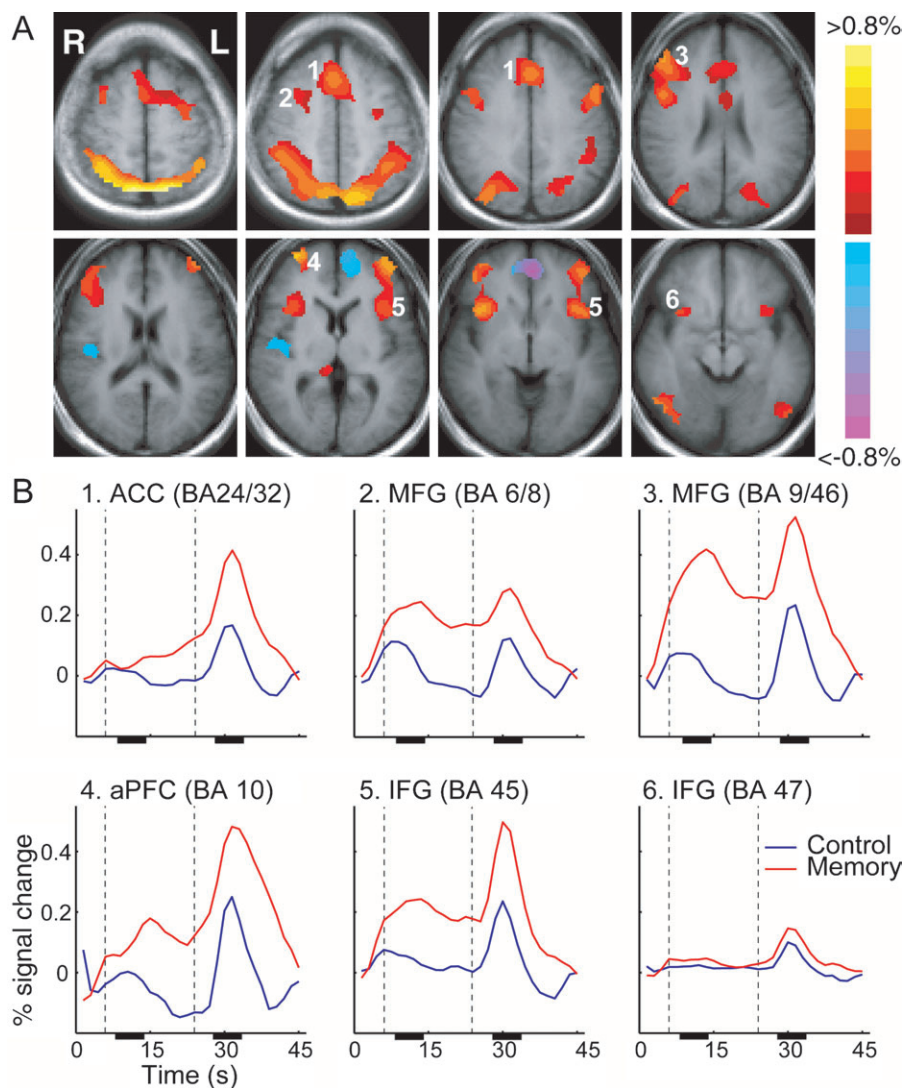 A
R L
1
2
1
3
>0.8%
4
5
5
6
<-0.8%
B
1. ACC (BA24/32)
2. MFG (BA 6/8)
3. MFG (BA 9/46)
0.4
0.2
0
4. aPFC (BA 10)
5. IFG (BA 45)
6. IFG (BA 47)
% signal change
0.4
0.2
0
Control
Memory
0 15 30 45
0 15 30 45
0 15 30 45
Time (s)